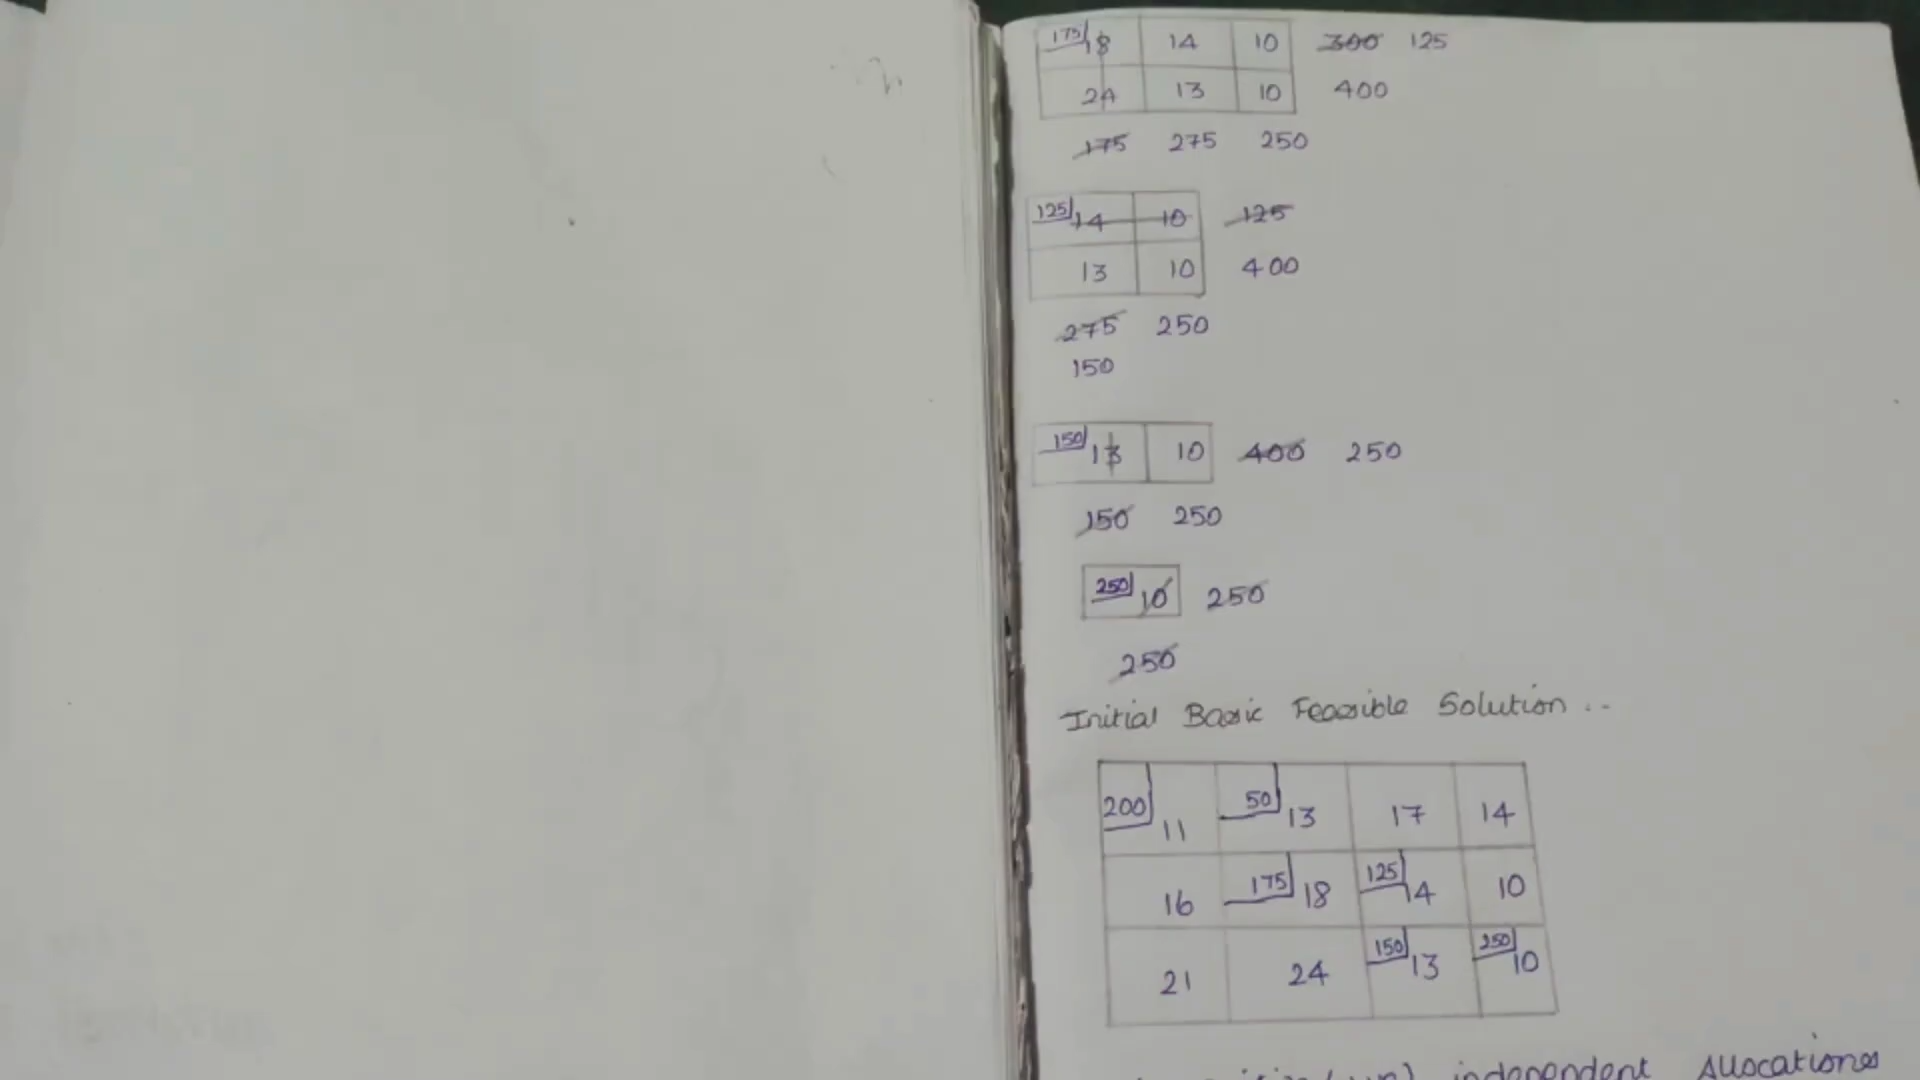 175 18 14 10 300 125
24 13 10 400
175 275 250
125 14 10 125
13 10 400
275 250
150
150 13 10 400 250
150 250
250 10 250
250
Initial Basic Feasible Solution ..
200 11 50 13 17 14
16 175 18 125 14 10
21 24 150 13 250 10
independent Allocationes